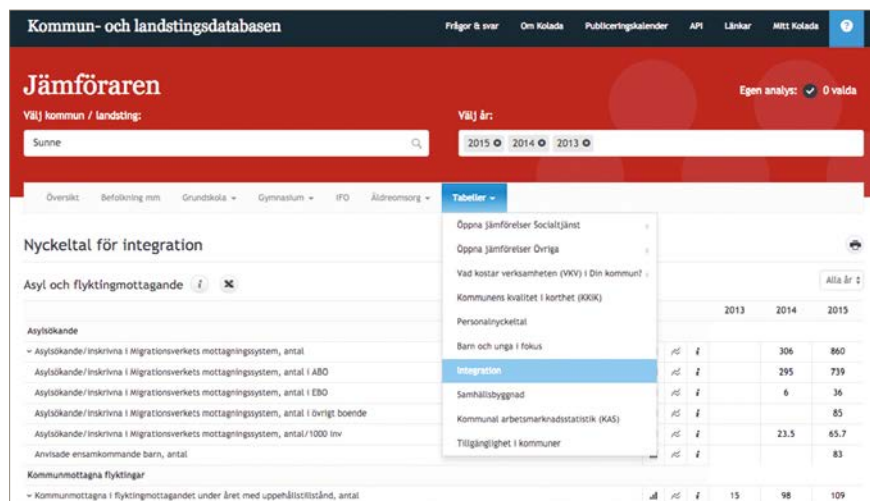 Kommun- och landstingsdatabasen
Frågor & svar Om Kolada Publiceringskalender API Länkar Mitt Kolada ?
Jämföraren
Egen analys: 0 valda
Välj kommun / landsting: Välj år:
Sunne 2015 2014 2013
Översikt Befolkning mm Grundskola Gymnasium IFO Äldreomsorg Tabeller
Öppna jämförelser Socialtjänst
Nyckeltal för integration
Öppna jämförelser Övriga
Vad kostar verksamheten (VKV) i Din kommun?
Asyl och flyktingmottagande i Alla år
Kommunens kvalitet i korthet (KKIK)
2013 2014 2015
Personalnyckeltal
Asylsökande
Barn och unga i fokus
Asylsökande/inskrivna i Migrationsverkets mottagningssystem, antal i 306 860
Integration
Asylsökande/inskrivna i Migrationsverkets mottagningssystem, antal i ABO i 295 739
Samhällsbyggnad
Asylsökande/inskrivna i Migrationsverkets mottagningssystem, antal i EBO i 6 36
Kommunal arbetsmarknadsstatistik (KAS)
Asylsökande/inskrivna i Migrationsverkets mottagningssystem, antal i övrigt boende i 85
Asylsökande/inskrivna i Migrationsverkets mottagningssystem, antal/1000 inv i 23.5 65.7
Tillgänglighet i kommuner
Anvisade ensamkommande barn, antal i 83
Kommunmottagna flyktingar
Kommunmottagna i flyktingmottagandet under året med uppehållstillstånd, antal i 15 98 109